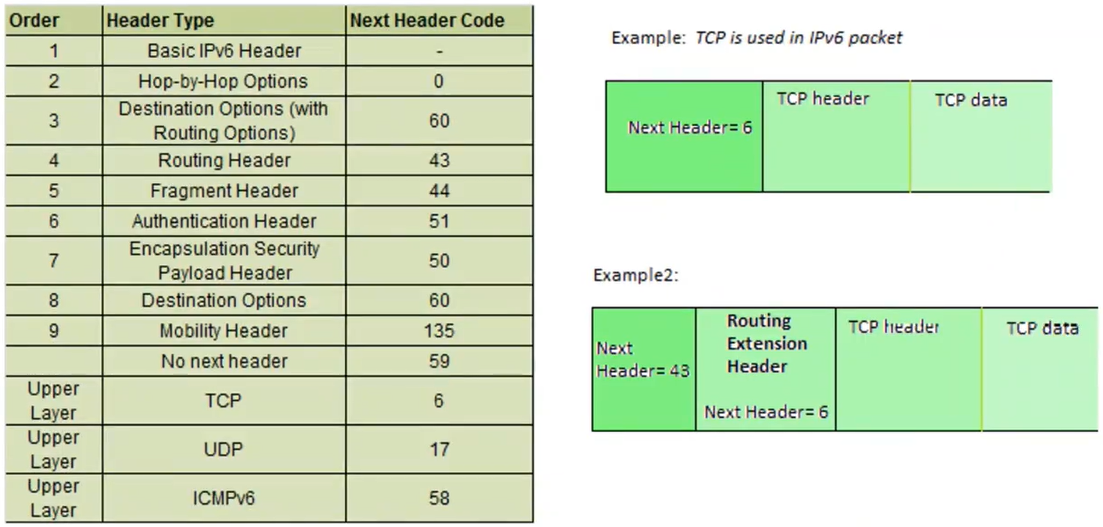 Order Header Type Next Header Code
1 Basic IPv6 Header -
2 Hop-by-Hop Options 0
3 Destination Options (with Routing Options) 60
4 Routing Header 43
5 Fragment Header 44
6 Authentication Header 51
7 Encapsulation Security Payload Header 50
8 Destination Options 60
9 Mobility Header 135
No next header 59
Upper Layer TCP 6
Upper Layer UDP 17
Upper Layer ICMPv6 58
Example: TCP is used in IPv6 packet
Next Header= 6
TCP header
TCP data
Example2:
Next
Header= 43
Routing
Extension
Header
Next Header= 6
TCP header
TCP data